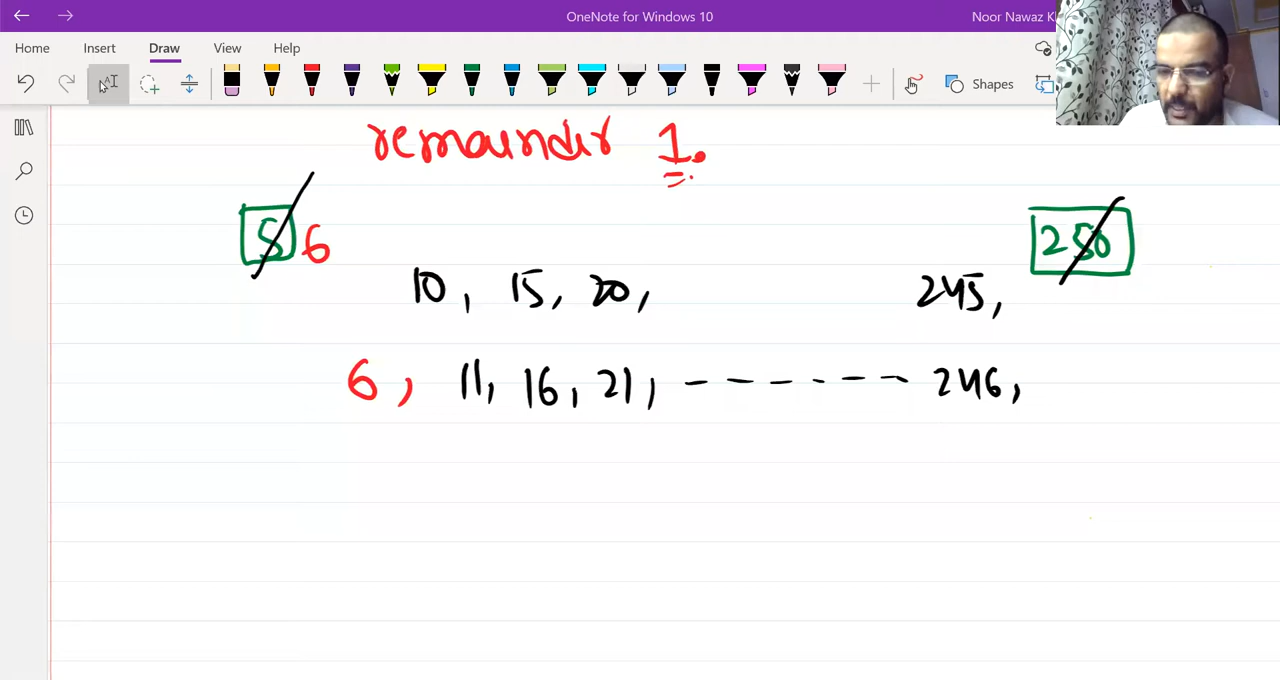 OneNote for Windows 10
Noor Nawaz K
Home Insert Draw View Help
Shapes
remainder 1.
5 6 250
10, 15, 20, 245,
6, 11, 16, 21, ------- 246,